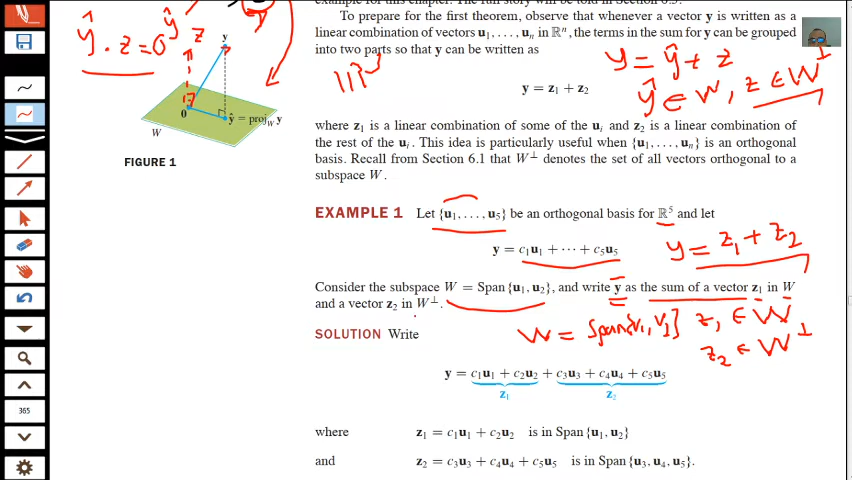 example for this chapter. The full story will be told in Section 6.3.
To prepare for the first theorem, observe that whenever a vector y is written as a
linear combination of vectors u₁, . . . , uₙ in ℝⁿ, the terms in the sum for y can be grouped
into two parts so that y can be written as
y = z₁ + z₂
where z₁ is a linear combination of some of the uᵢ and z₂ is a linear combination of
the rest of the uᵢ. This idea is particularly useful when {u₁, . . . , uₙ} is an orthogonal
basis. Recall from Section 6.1 that W⊥ denotes the set of all vectors orthogonal to a
subspace W.
ŷ · z = 0
ŷ
z
y
0
ŷ = proj_W y
W
FIGURE 1
ℝ³
y = ŷ + z
ŷ ∈ W, z ∈ W⊥
EXAMPLE 1 Let {u₁, . . . , u₅} be an orthogonal basis for ℝ⁵ and let
y = c₁u₁ + ··· + c₅u₅
y = z₁ + z₂
Consider the subspace W = Span {u₁, u₂}, and write y as the sum of a vector z₁ in W
and a vector z₂ in W⊥.
W = span{v₁, v₂} z₁ ∈ W
z₂ ∈ W⊥
SOLUTION Write
y = c₁u₁ + c₂u₂ + c₃u₃ + c₄u₄ + c₅u₅
z₁ z₂
where z₁ = c₁u₁ + c₂u₂ is in Span {u₁, u₂}
and z₂ = c₃u₃ + c₄u₄ + c₅u₅ is in Span {u₃, u₄, u₅}.
365